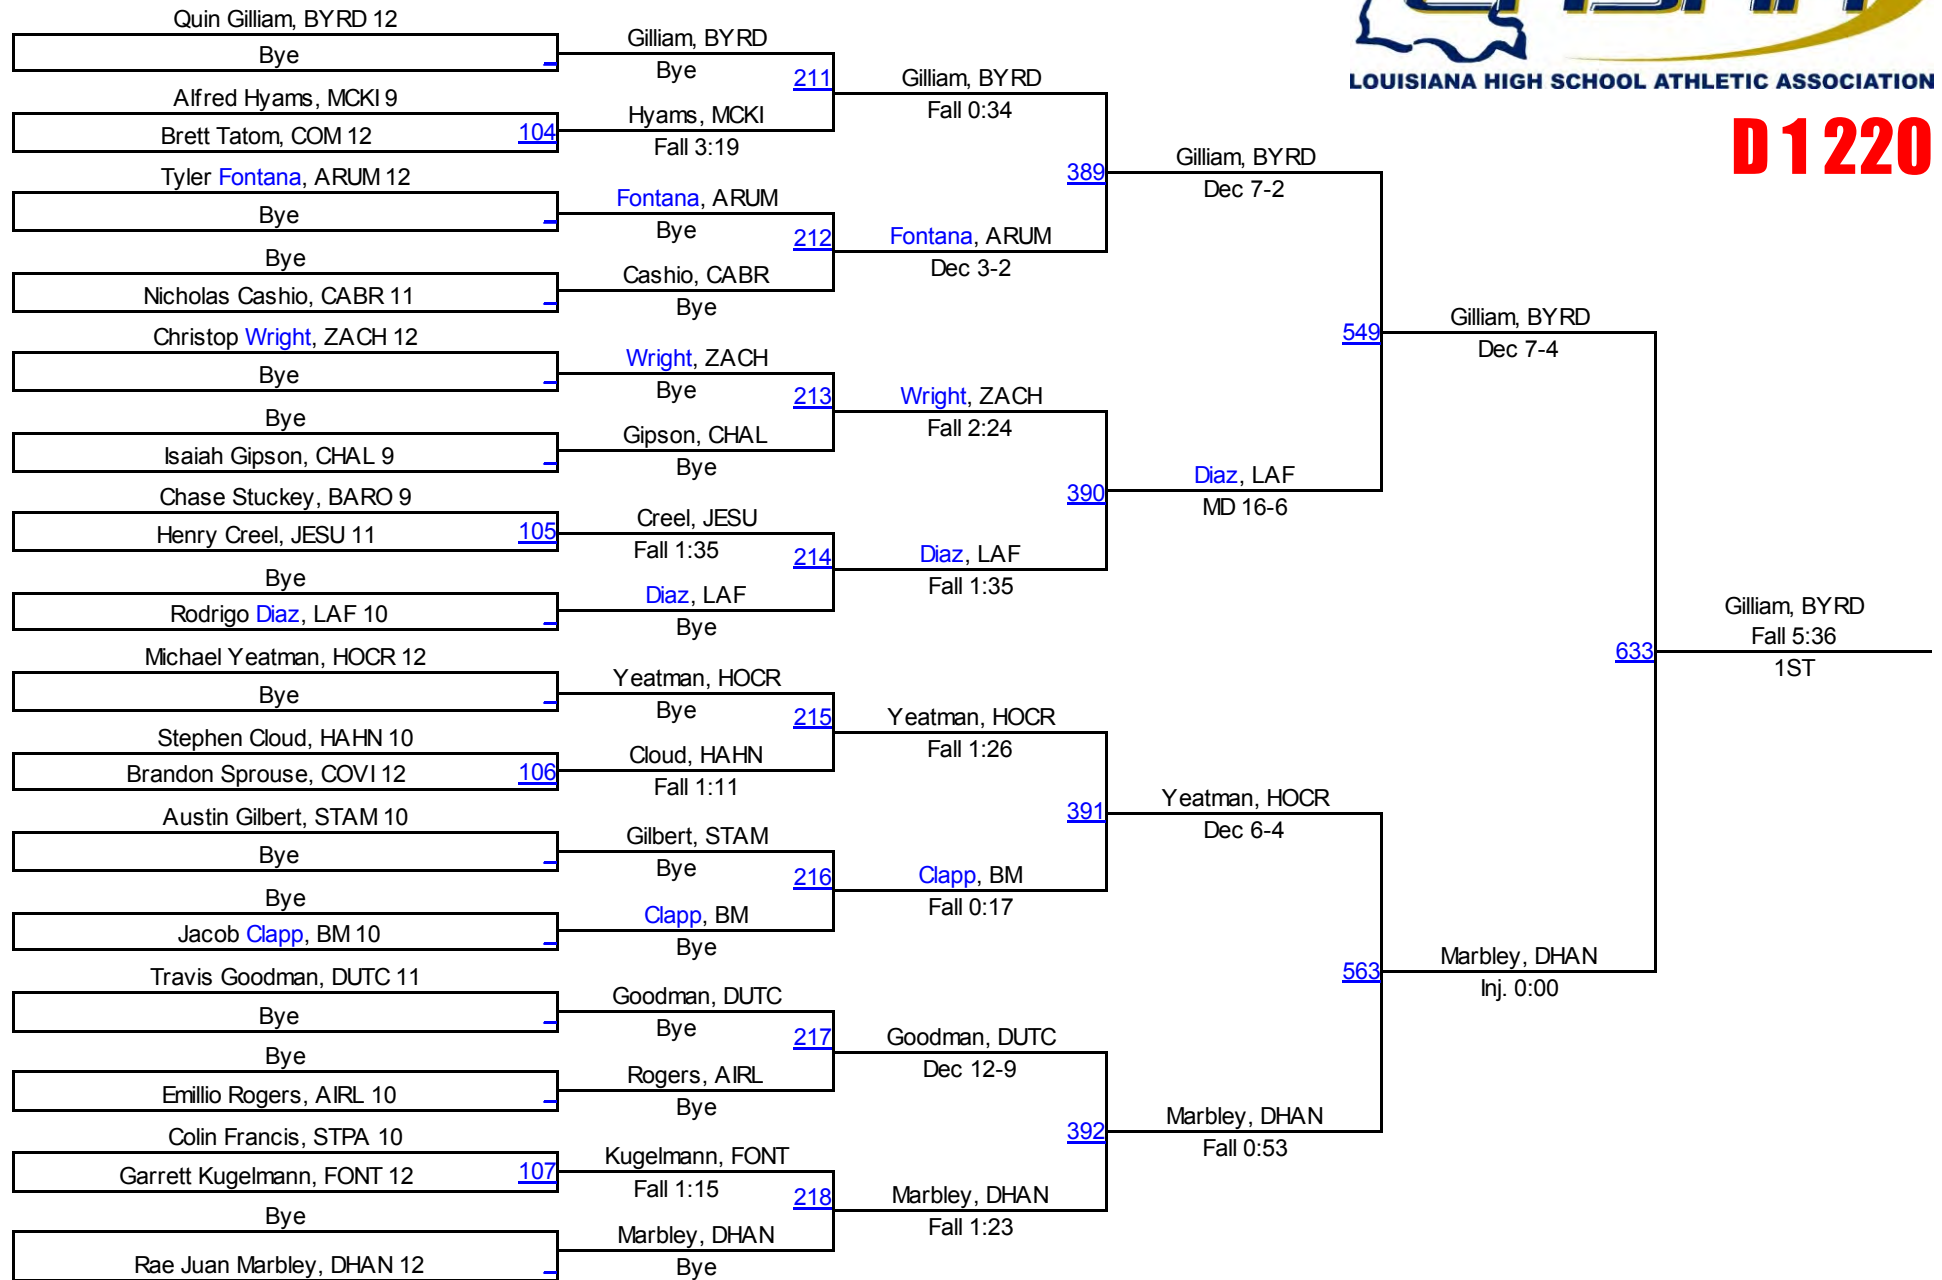 LOUISIANA HIGH SCHOOL ATHLETIC ASSOCIATION
D 1 220
Quin Gilliam, BYRD 12
Bye
Alfred Hyams, MCKI 9
Brett Tatom, COM 12
104
Tyler Fontana, ARUM 12
Bye
Bye
Nicholas Cashio, CABR 11
Christop Wright, ZACH 12
Bye
Bye
Isaiah Gipson, CHAL 9
Chase Stuckey, BARO 9
Henry Creel, JESU 11
105
Bye
Rodrigo Diaz, LAF 10
Michael Yeatman, HOCR 12
Bye
Stephen Cloud, HAHN 10
Brandon Sprouse, COVI 12
106
Austin Gilbert, STAM 10
Bye
Bye
Jacob Clapp, BM 10
Travis Goodman, DUTC 11
Bye
Bye
Emillio Rogers, AIRL 10
Colin Francis, STPA 10
Garrett Kugelmann, FONT 12
107
Bye
Rae Juan Marbley, DHAN 12
Gilliam, BYRD
Bye
211
Hyams, MCKI
Fall 3:19
Fontana, ARUM
Bye
212
Cashio, CABR
Bye
Wright, ZACH
Bye
213
Gipson, CHAL
Bye
Creel, JESU
Fall 1:35
214
Diaz, LAF
Bye
Yeatman, HOCR
Bye
215
Cloud, HAHN
Fall 1:11
Gilbert, STAM
Bye
216
Clapp, BM
Bye
Goodman, DUTC
Bye
217
Rogers, AIRL
Bye
Kugelmann, FONT
Fall 1:15
218
Marbley, DHAN
Bye
Gilliam, BYRD
Fall 0:34
389
Fontana, ARUM
Dec 3-2
Wright, ZACH
Fall 2:24
390
Diaz, LAF
Fall 1:35
Yeatman, HOCR
Fall 1:26
391
Clapp, BM
Fall 0:17
Goodman, DUTC
Dec 12-9
392
Marbley, DHAN
Fall 1:23
Gilliam, BYRD
Dec 7-2
549
Diaz, LAF
MD 16-6
Yeatman, HOCR
Dec 6-4
563
Marbley, DHAN
Fall 0:53
Gilliam, BYRD
Dec 7-4
633
Marbley, DHAN
Inj. 0:00
Gilliam, BYRD
Fall 5:36
1ST